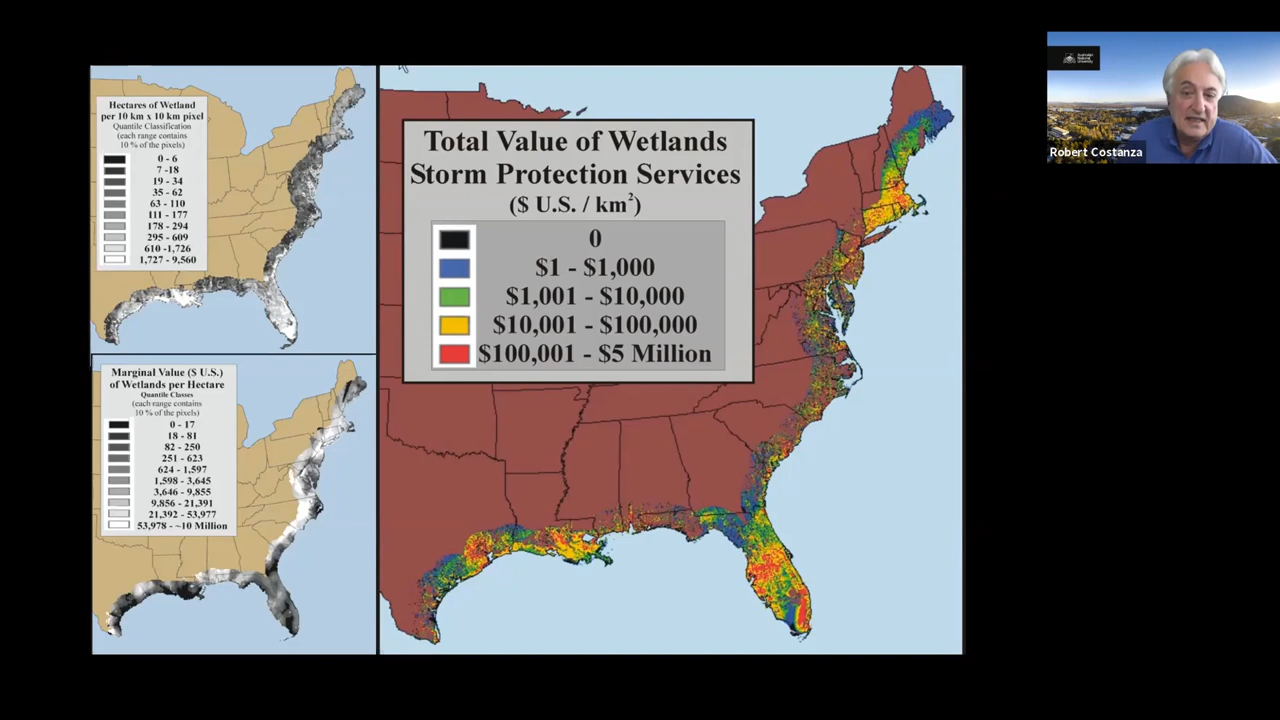 Hectares of Wetland
per 10 km x 10 km pixel
Quantile Classification
(each range contains
10 % of the pixels)
0 - 6
7 -18
19 - 34
35 - 62
63 - 110
111 - 177
178 - 294
295 - 609
610 -1,726
1,727 - 9,560
Marginal Value ($ U.S.)
of Wetlands per Hectare
Quantile Classes
(each range contains
10 % of the pixels)
0 - 17
18 - 81
82 - 250
251 - 623
624 - 1,597
1,598 - 3,645
3,646 - 9,855
9,856 - 21,391
21,392 - 53,977
53,978 - ~10 Million
Total Value of Wetlands
Storm Protection Services
($ U.S. / km²)
0
$1 - $1,000
$1,001 - $10,000
$10,001 - $100,000
$100,001 - $5 Million
Australian
National
University
Robert Costanza